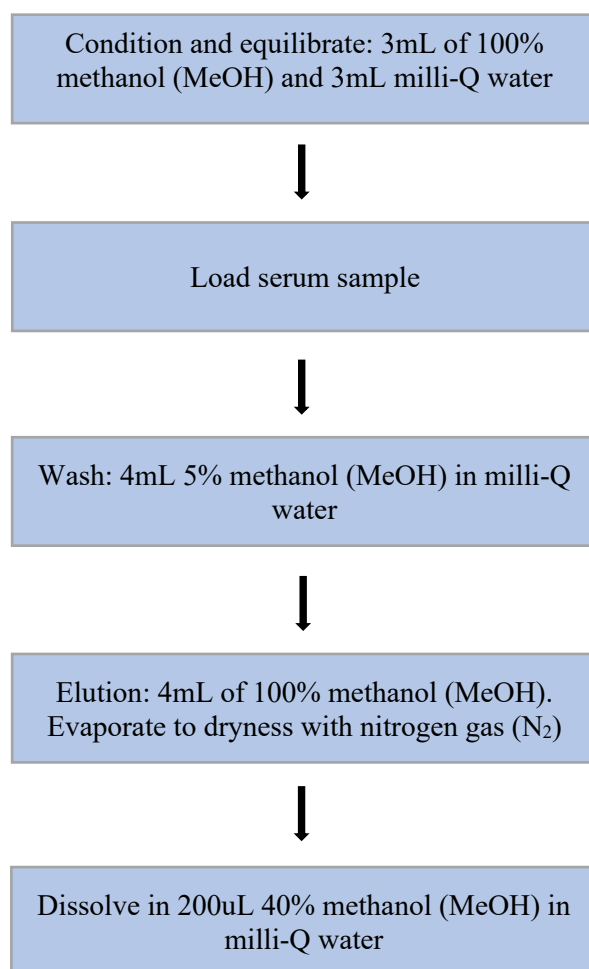 Condition and equilibrate: 3mL of 100%
methanol (MeOH) and 3mL milli-Q water
Load serum sample
Wash: 4mL 5% methanol (MeOH) in milli-Q
water
Elution: 4mL of 100% methanol (MeOH).
Evaporate to dryness with nitrogen gas (N₂)
Dissolve in 200uL 40% methanol (MeOH) in
milli-Q water